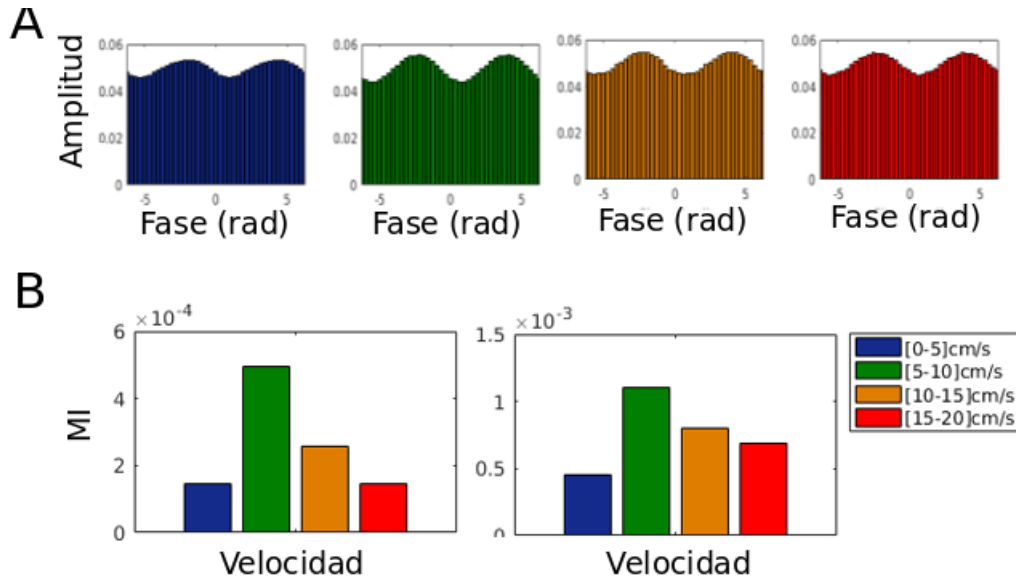 A
Amplitud
0.06 0.06 0.06 0.06
0.04 0.04 0.04 0.04
0.02 0.02 0.02 0.02
0 0 0 0
-5 0 5 -5 0 5 -5 0 5 -5 0 5
Fase (rad) Fase (rad) Fase (rad) Fase (rad)
B
×10-4 ×10-3
MI
6
4
2
0
1.5
1
0.5
0
[0-5]cm/s
[5-10]cm/s
[10-15]cm/s
[15-20]cm/s
Velocidad Velocidad